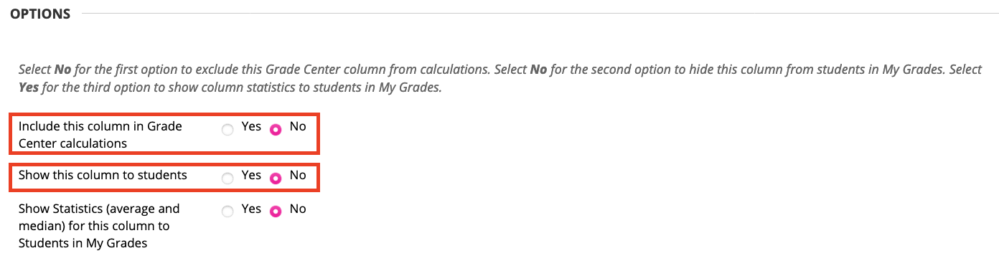 OPTIONS
Select No for the first option to exclude this Grade Center column from calculations. Select No for the second option to hide this column from students in My Grades. Select
Yes for the third option to show column statistics to students in My Grades.
Include this column in Grade Yes No
Center calculations
Show this column to students Yes No
Show Statistics (average and Yes No
median) for this column to
Students in My Grades